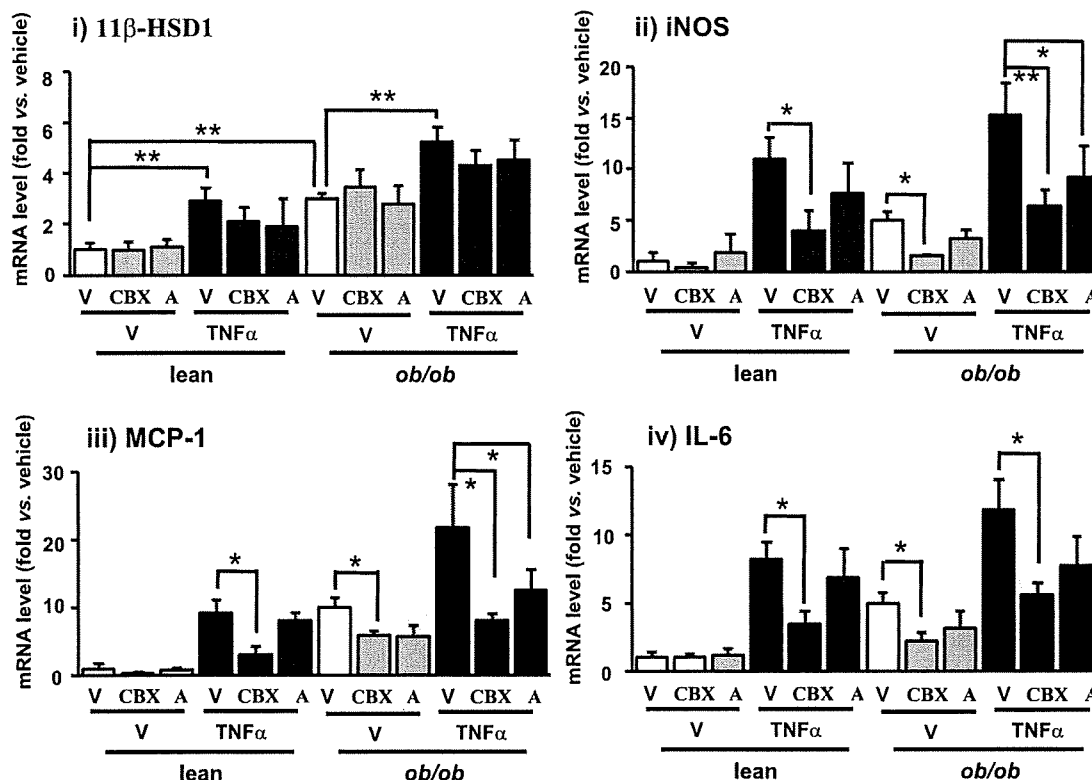 i) 11β-HSD1
mRNA level (fold vs. vehicle)
8
6
4
2
0
**
**
**
V CBX A V CBX A V CBX A V CBX A
V TNFα V TNFα
lean ob/ob
ii) iNOS
mRNA level (fold vs. vehicle)
20
15
10
5
0
*
*
*
**
V CBX A V CBX A V CBX A V CBX A
V TNFα V TNFα
lean ob/ob
iii) MCP-1
mRNA level (fold vs. vehicle)
30
20
10
0
*
*
*
*
V CBX A V CBX A V CBX A V CBX A
V TNFα V TNFα
lean ob/ob
iv) IL-6
mRNA level (fold vs. vehicle)
15
10
5
0
*
*
*
V CBX A V CBX A V CBX A V CBX A
V TNFα V TNFα
lean ob/ob